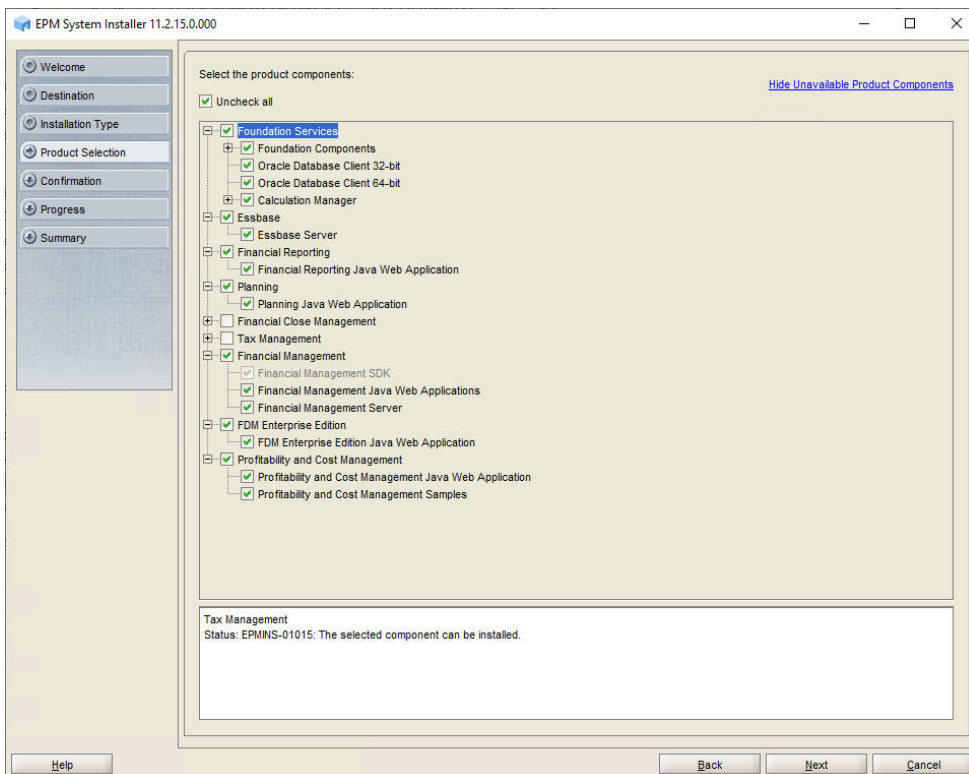 EPM System Installer 11.2.15.0.000
Welcome
Destination
Installation Type
Product Selection
Confirmation
Progress
Summary
Select the product components:
Hide Unavailable Product Components
Uncheck all
Foundation Services
Foundation Components
Oracle Database Client 32-bit
Oracle Database Client 64-bit
Calculation Manager
Essbase
Essbase Server
Financial Reporting
Financial Reporting Java Web Application
Planning
Planning Java Web Application
Financial Close Management
Tax Management
Financial Management
Financial Management SDK
Financial Management Java Web Applications
Financial Management Server
FDM Enterprise Edition
FDM Enterprise Edition Java Web Application
Profitability and Cost Management
Profitability and Cost Management Java Web Application
Profitability and Cost Management Samples
Tax Management
Status: EPMINS-01015: The selected component can be installed.
Help
Back
Next
Cancel